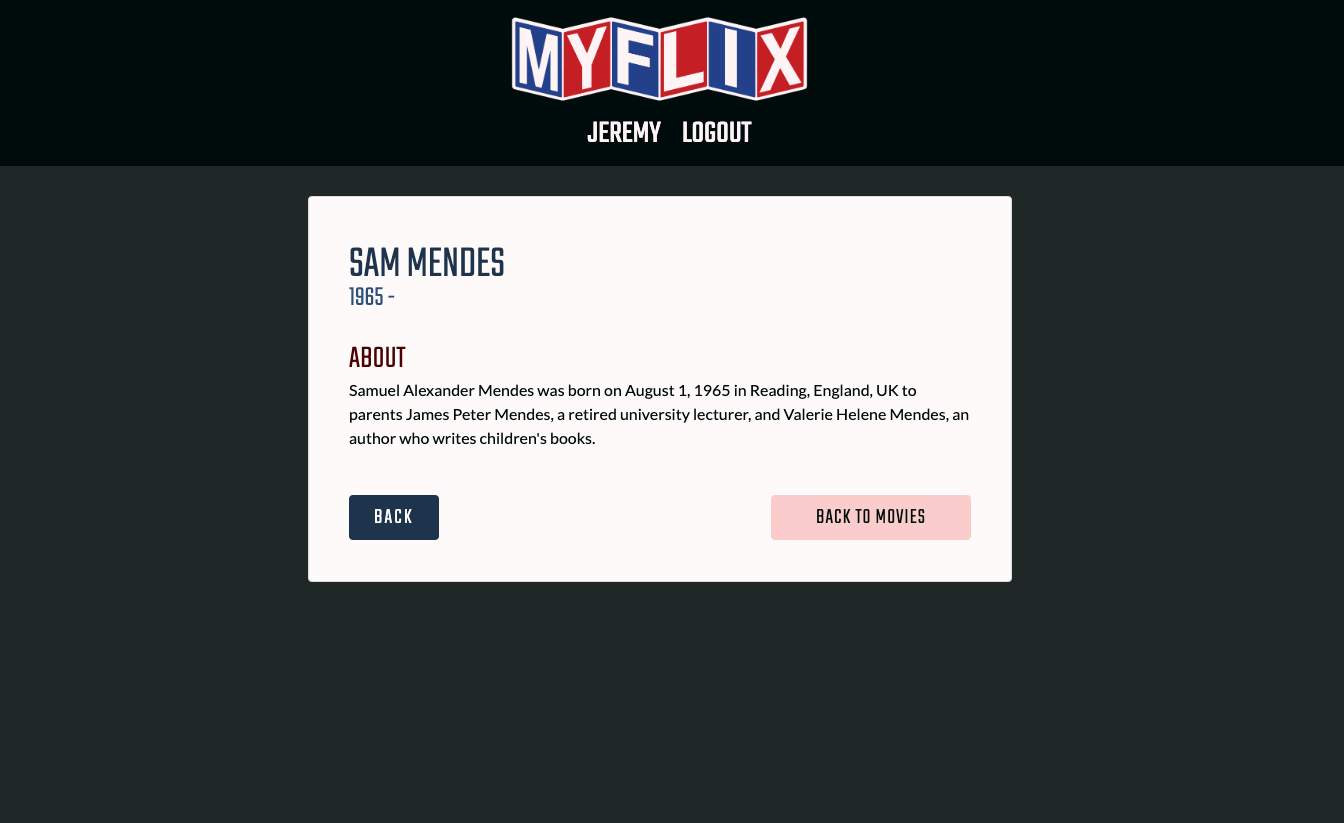 MYFLIX
JEREMY LOGOUT
SAM MENDES
1965 -
ABOUT
Samuel Alexander Mendes was born on August 1, 1965 in Reading, England, UK to
parents James Peter Mendes, a retired university lecturer, and Valerie Helene Mendes, an
author who writes children's books.
BACK
BACK TO MOVIES